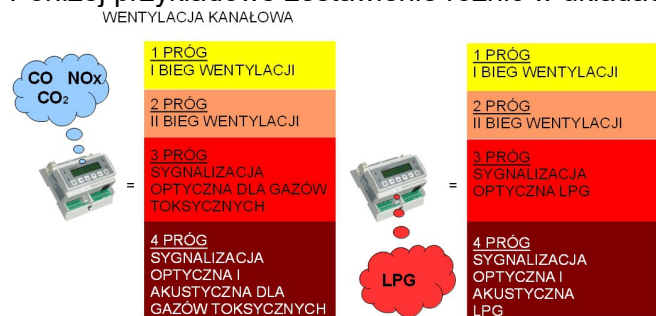 WENTYLACJA KANAŁOWA
CO NOx
CO2
=
1 PRÓG
I BIEG WENTYLACJI
2 PRÓG
II BIEG WENTYLACJI
3 PRÓG
SYGNALIZACJA
OPTYCZNA DLA GAZÓW
TOKSYCZNYCH
4 PRÓG
SYGNALIZACJA
OPTYCZNA I
AKUSTYCZNA DLA
GAZÓW TOKSYCZNYCH
LPG
=
1 PRÓG
I BIEG WENTYLACJI
2 PRÓG
II BIEG WENTYLACJI
3 PRÓG
SYGNALIZACJA
OPTYCZNA LPG
4 PRÓG
SYGNALIZACJA
OPTYCZNA I
AKUSTYCZNA
LPG